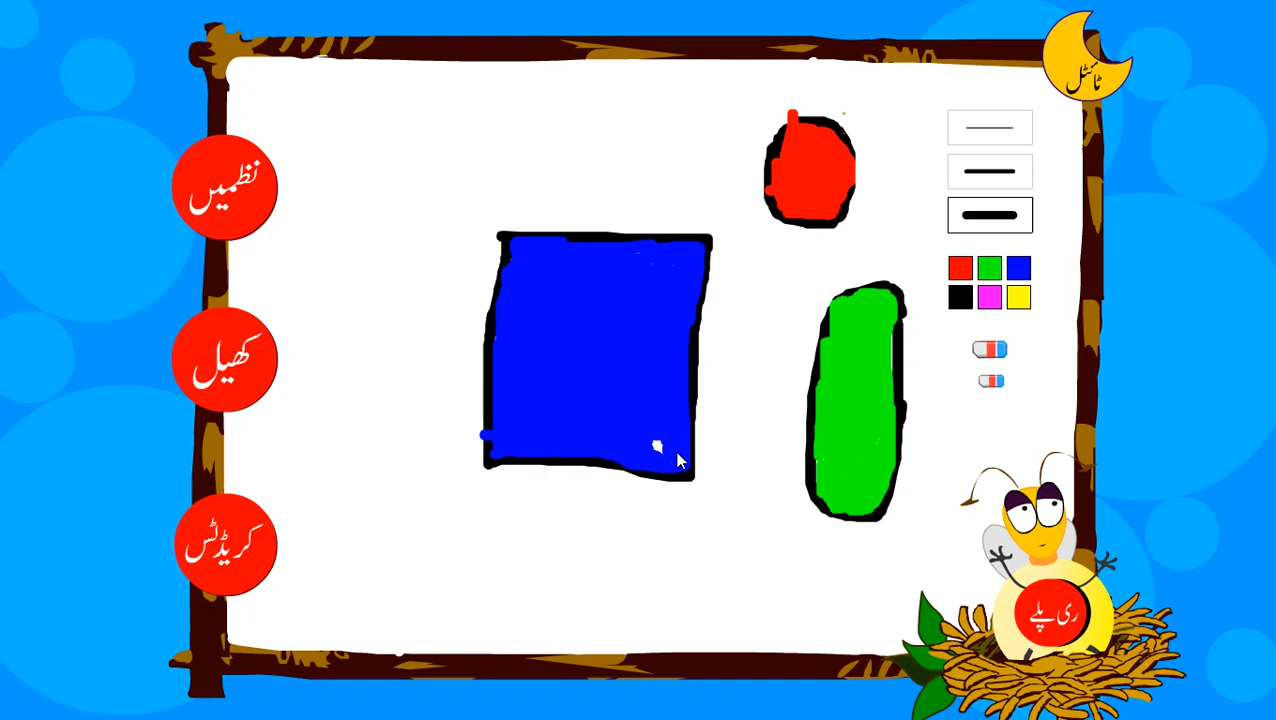 ٹائٹل
نظمیں
کھیل
کریڈٹس
ری پلے